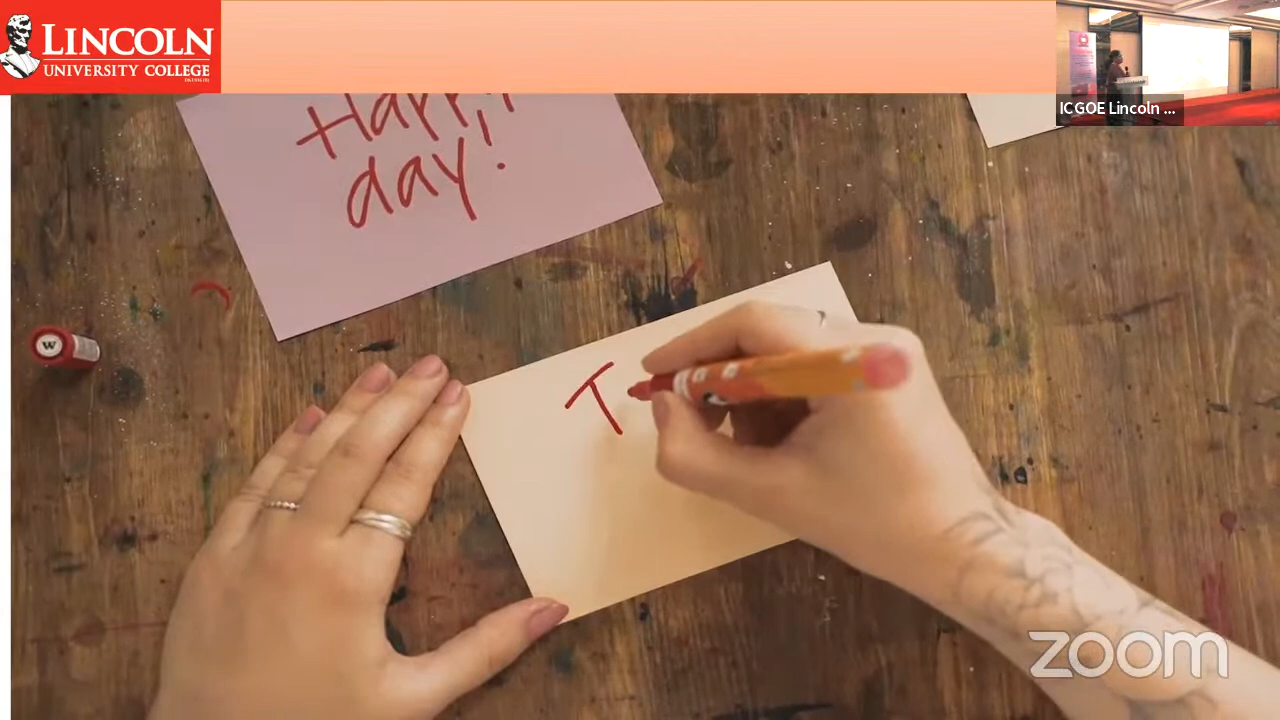 LINCOLN
UNIVERSITY COLLEGE
ICGOE Lincoln ...
day!
W
T
zoom